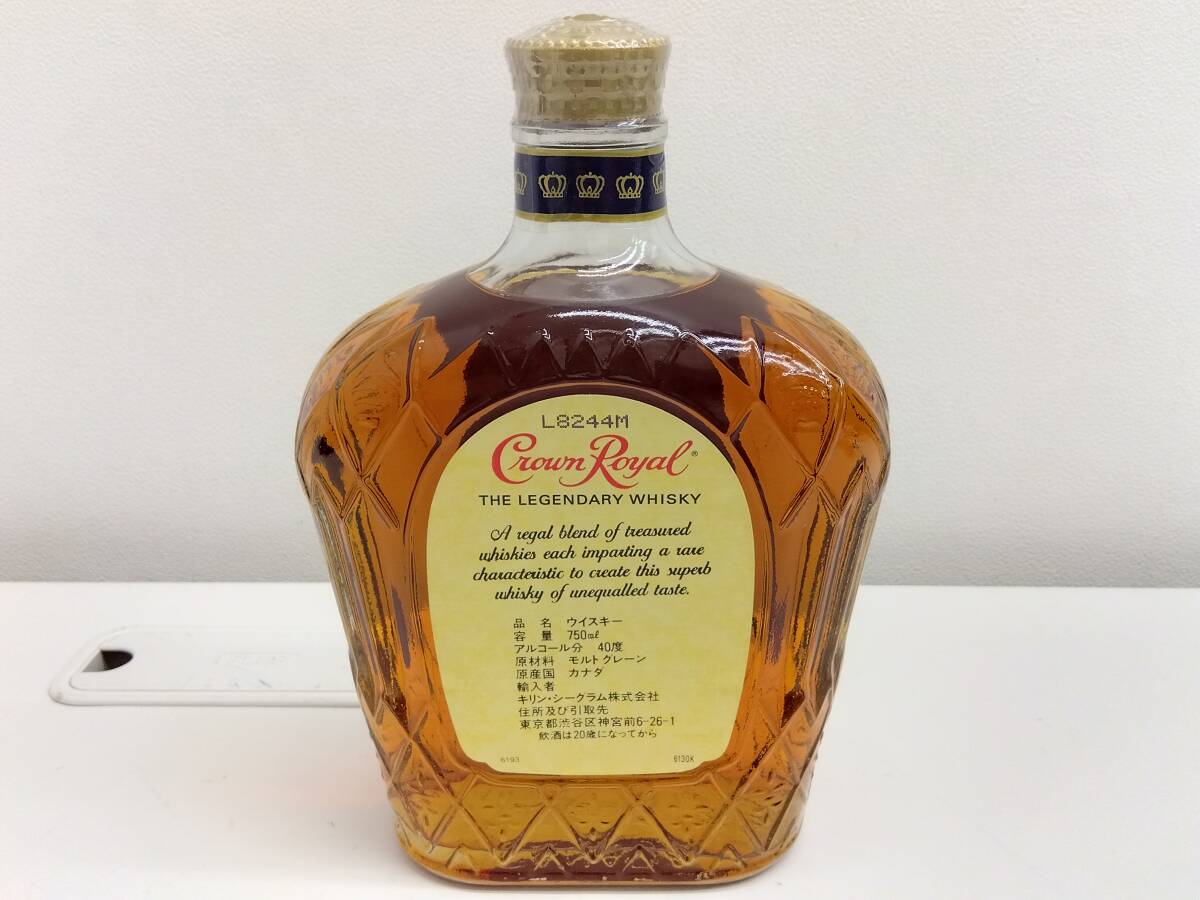 L8244M
Crown Royal®
THE LEGENDARY WHISKY
A regal blend of treasured
whiskies each imparting a rare
characteristic to create this superb
whisky of unequalled taste.
品名 ウイスキー
容量 750ml
アルコール分 40度
原材料 モルトグレーン
原産国 カナダ
輸入者
キリン・シーグラム株式会社
住所及び引取先
東京都渋谷区神宮前6-26-1
飲酒は20歳になってから
6193 6130K